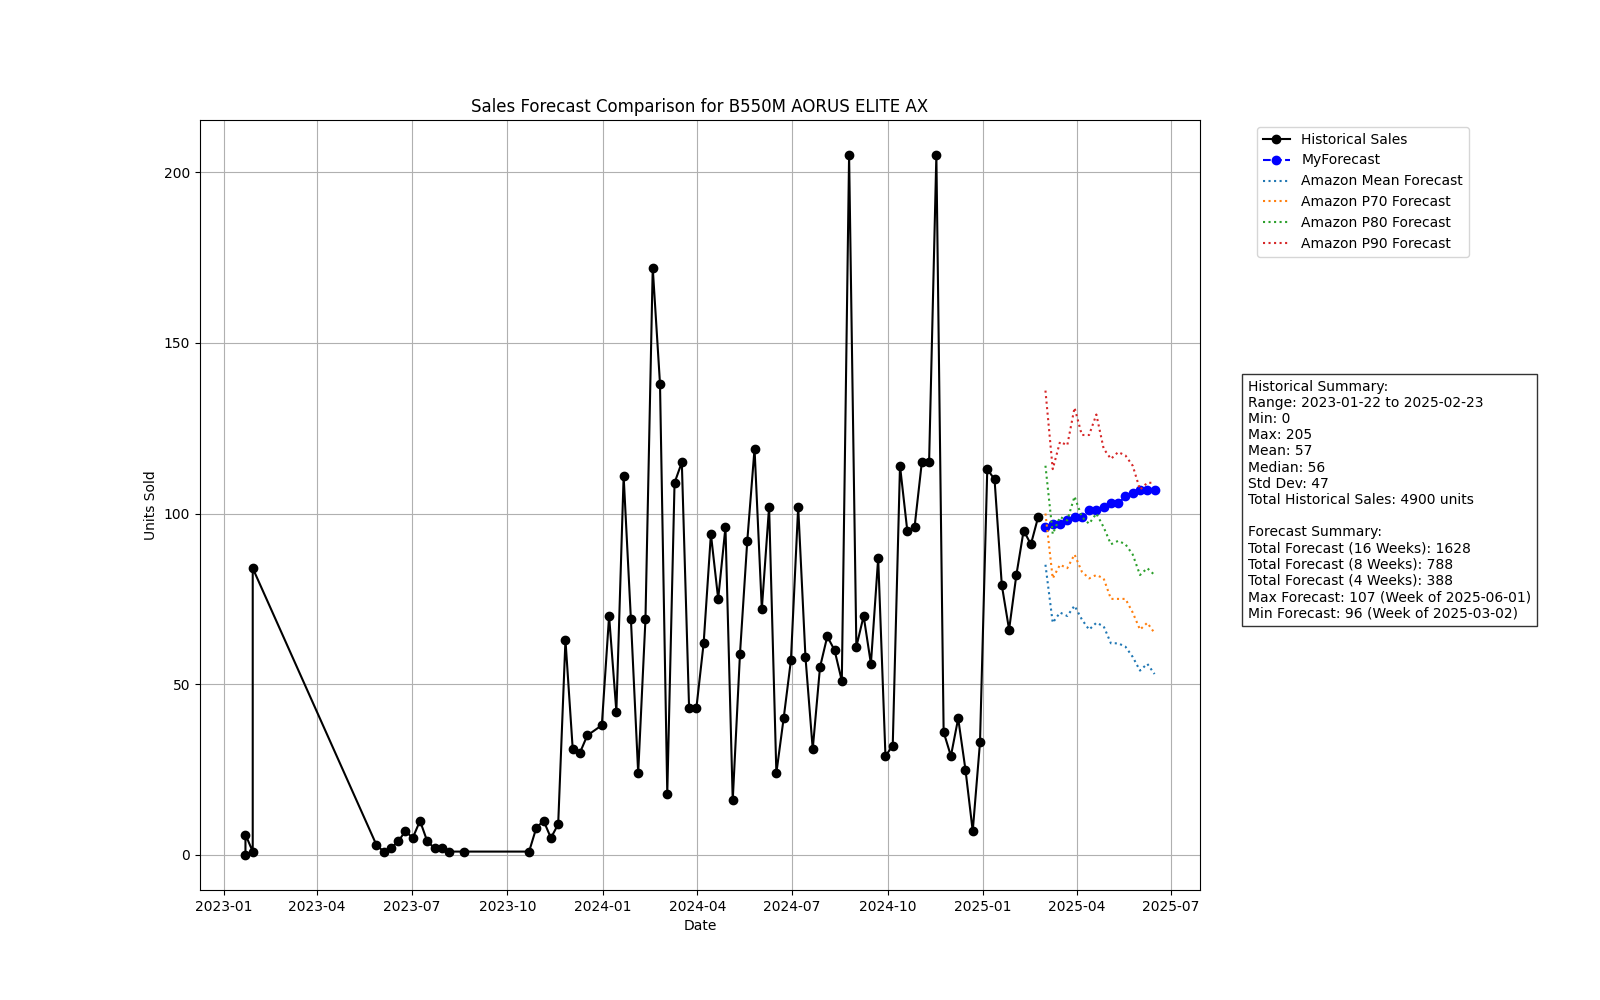 Sales Forecast Comparison for B550M AORUS ELITE AX
Historical Sales
MyForecast
Amazon Mean Forecast
Amazon P70 Forecast
Amazon P80 Forecast
Amazon P90 Forecast
200
150
100
50
0
Units Sold
2023-01
2023-04
2023-07
2023-10
2024-01
2024-04
2024-07
2024-10
2025-01
2025-04
2025-07
Date
Historical Summary:
Range: 2023-01-22 to 2025-02-23
Min: 0
Max: 205
Mean: 57
Median: 56
Std Dev: 47
Total Historical Sales: 4900 units
Forecast Summary:
Total Forecast (16 Weeks): 1628
Total Forecast (8 Weeks): 788
Total Forecast (4 Weeks): 388
Max Forecast: 107 (Week of 2025-06-01)
Min Forecast: 96 (Week of 2025-03-02)